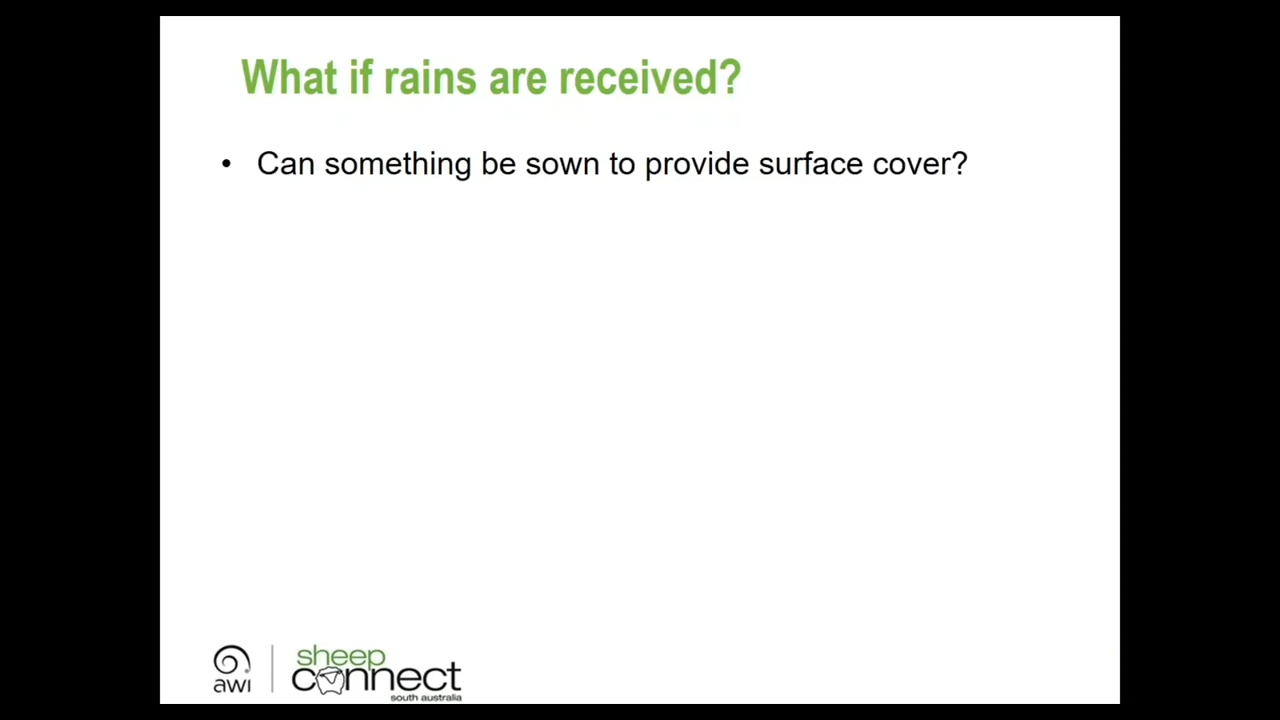 What if rains are received?
• Can something be sown to provide surface cover?
awi
sheep
connect
south australia